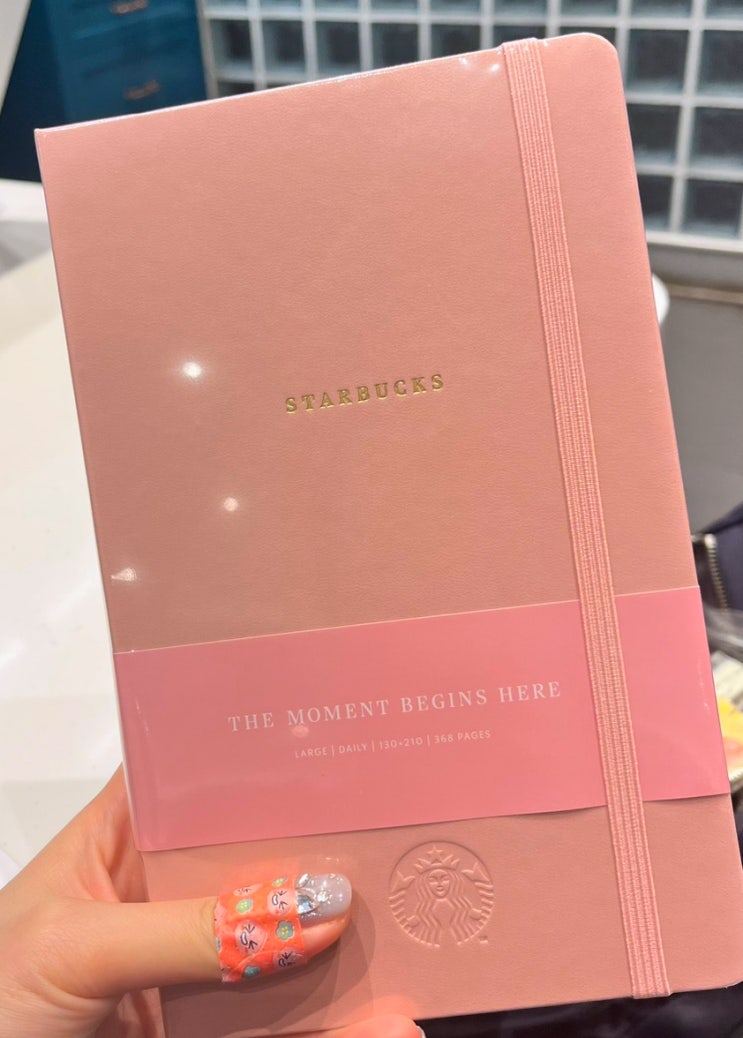 STARBUCKS
THE MOMENT BEGINS HERE
LARGE | DAILY | 130×210 | 368 PAGES